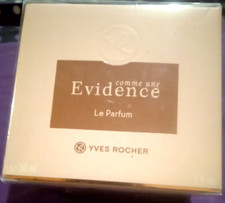 comme une
Evidence
Le Parfum
YVES ROCHER